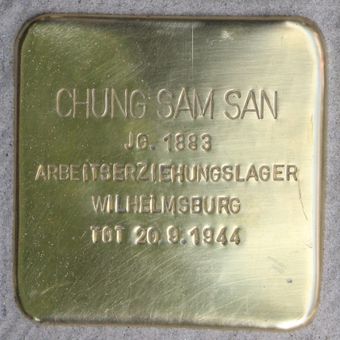 CHUNG SAM SAN
JG. 1883
ARBEITSERZIEHUNGSLAGER
WILHELMSBURG
TOT 20.9.1944